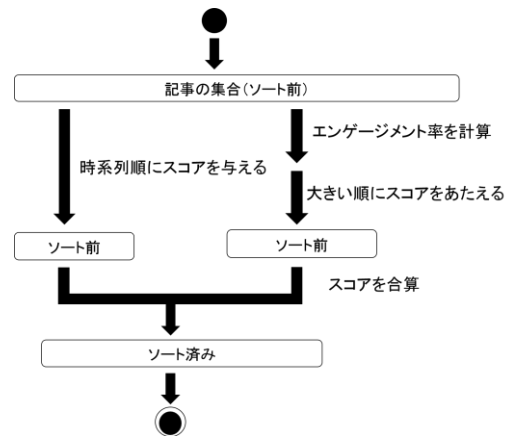 記事の集合(ソート前)
エンゲージメント率を計算
時系列順にスコアを与える
大きい順にスコアをあたえる
ソート前
ソート前
スコアを合算
ソート済み